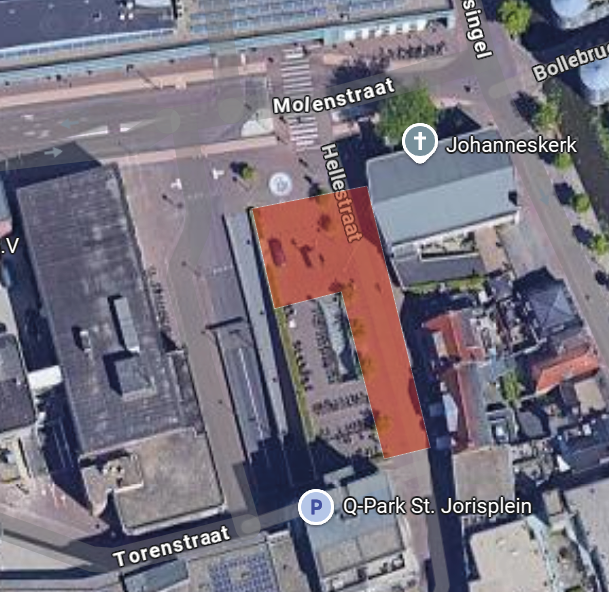 singel
Bollebru
Molenstraat
Johanneskerk
Hellestraat
.V
P Q-Park St. Jorisplein
Torenstraat